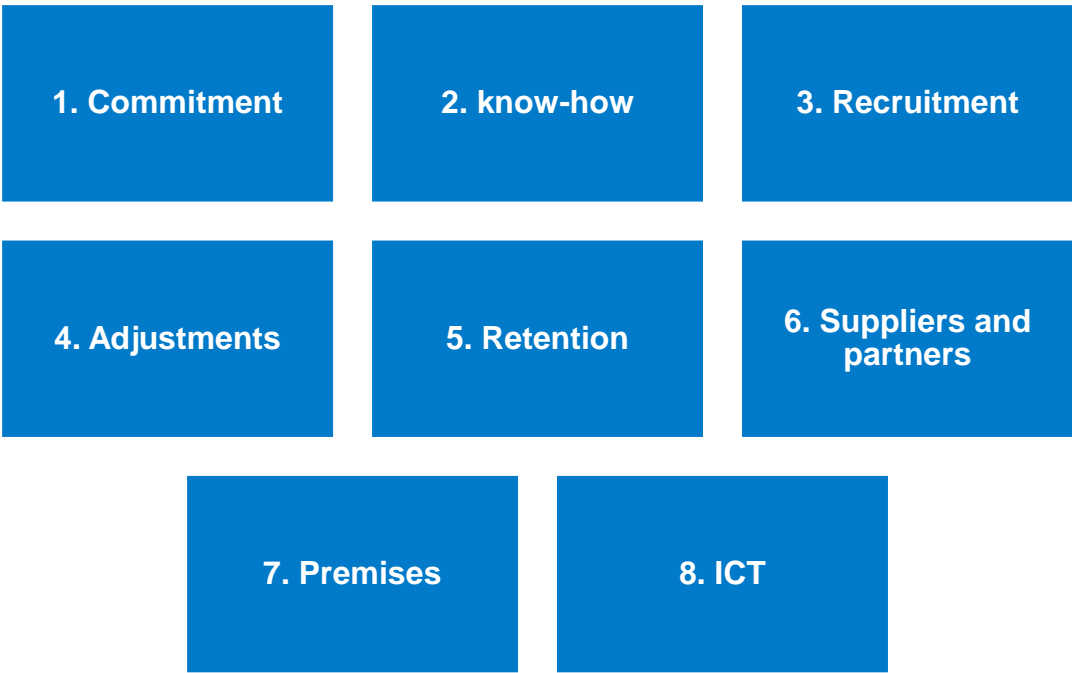 1. Commitment
2. know-how
3. Recruitment
4. Adjustments
5. Retention
6. Suppliers and
partners
7. Premises
8. ICT